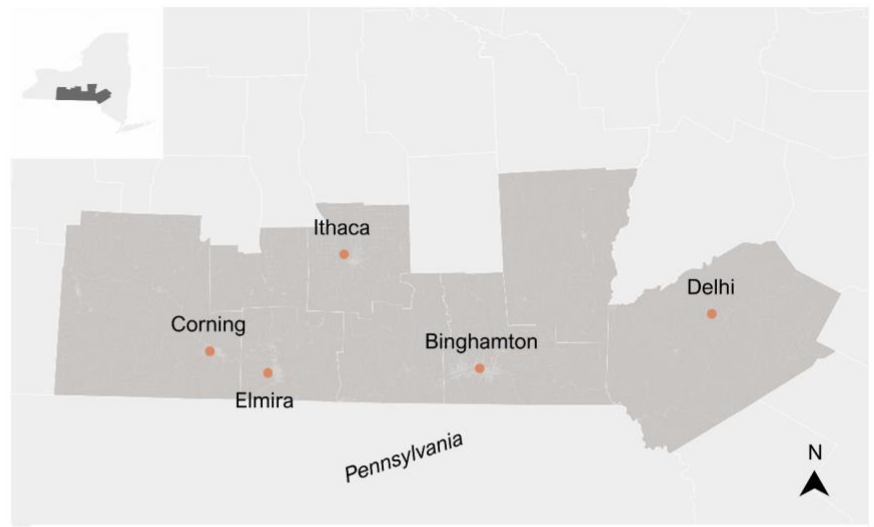 Ithaca
Delhi
Corning
Binghamton
Elmira
Pennsylvania
N